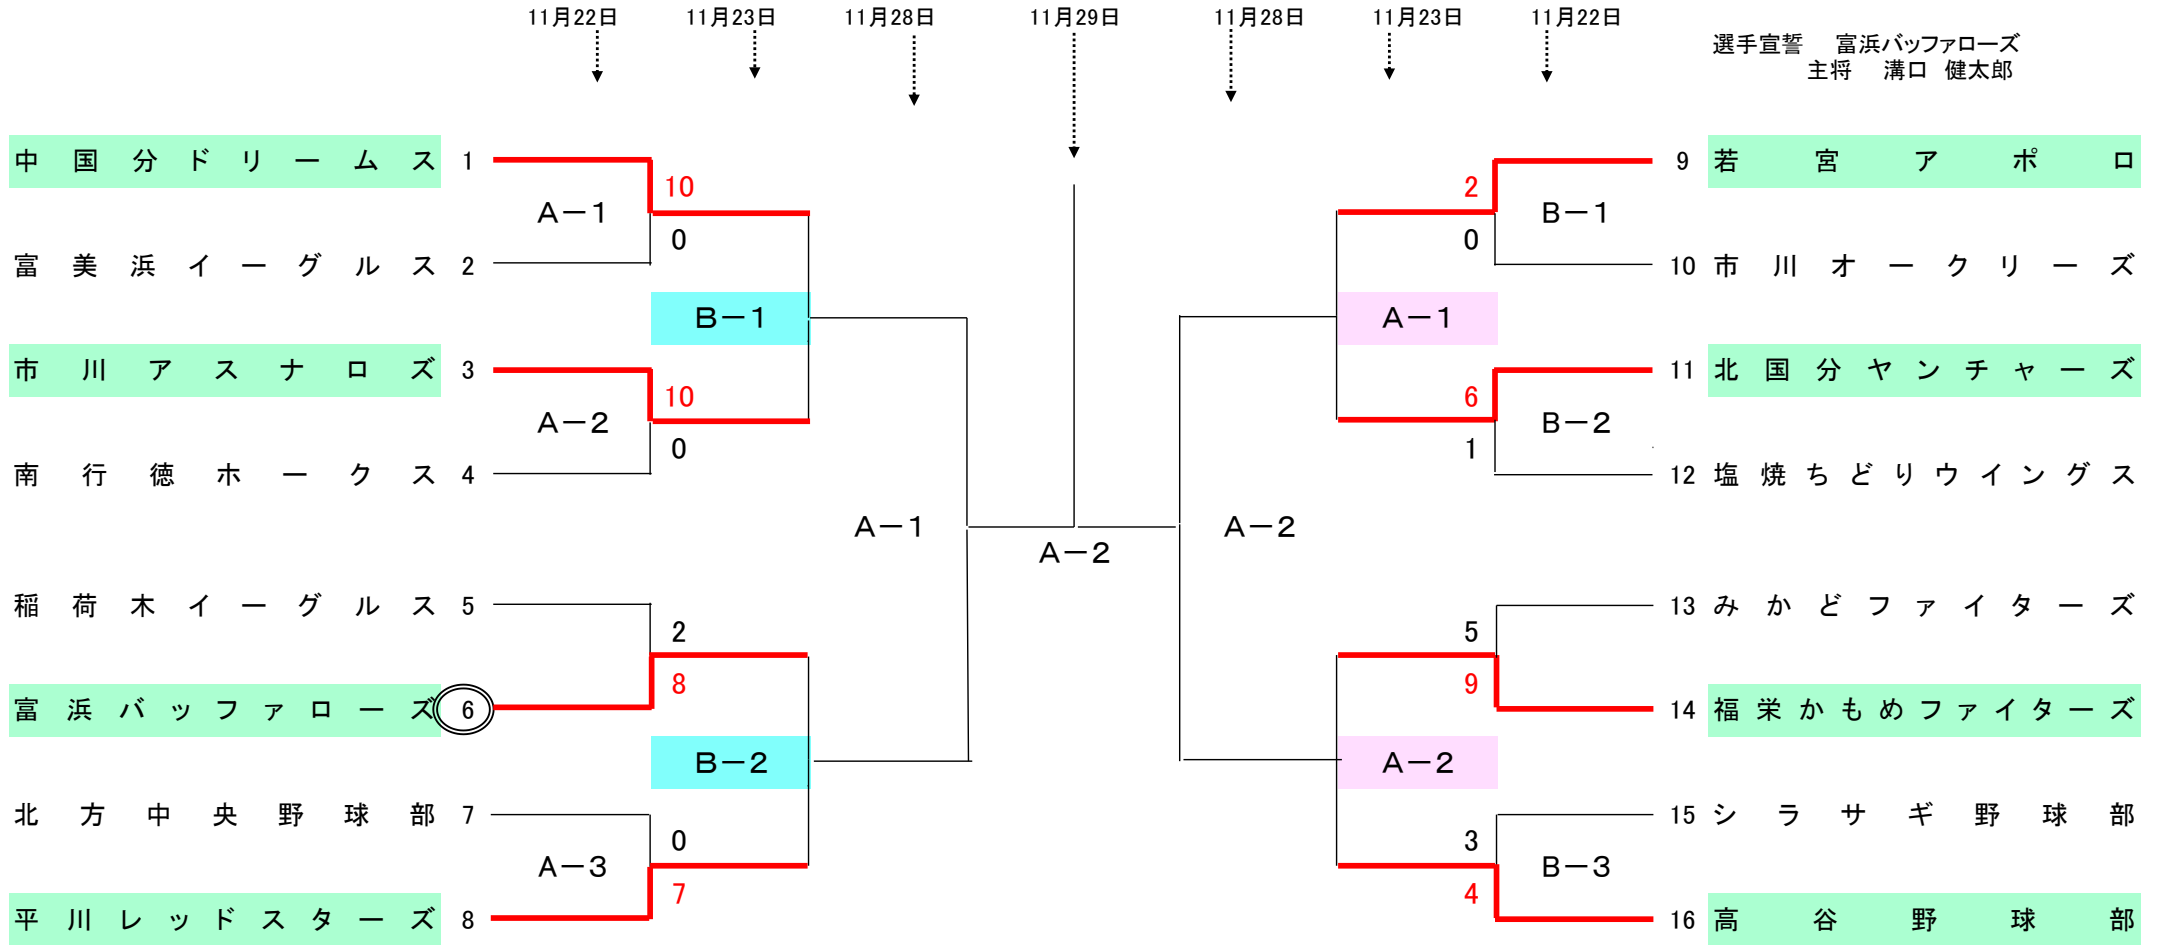 11月22日 11月23日 11月28日 11月29日 11月28日 11月23日 11月22日
選手宣誓 富浜バッファローズ
主将 溝口 健太郎
中国分ドリームス 1
10
A－1
0
富美浜イーグルス 2
B－1
市川アスナロズ 3
10
A－2
0
南行徳ホークス 4
A－1
稲荷木イーグルス 5
2
8
富浜バッファローズ 6
B－2
北方中央野球部 7
0
A－3
7
平川レッドスターズ 8
A－2
9 若宮アポロ
2
B－1
0
10 市川オークリーズ
A－1
11 北国分ヤンチャーズ
6
B－2
1
12 塩焼ちどりウイングス
A－2
13 みかどファイターズ
5
9
14 福栄かもめファイターズ
A－2
15 シラサギ野球部
3
B－3
4
16 高谷野球部